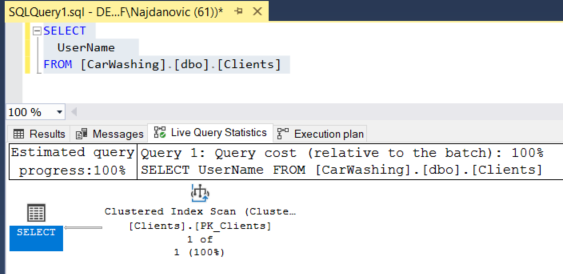 SQLQuery1.sql - DE...F\Najdanovic (61))*
SELECT
UserName
FROM [CarWashing].[dbo].[Clients]
100 %
Results Messages Live Query Statistics Execution plan
Estimated query
progress:100%
Query 1: Query cost (relative to the batch): 100%
SELECT UserName FROM [CarWashing].[dbo].[Clients]
SELECT
Clustered Index Scan (Cluste...
[Clients].[PK_Clients]
1 of
1 (100%)